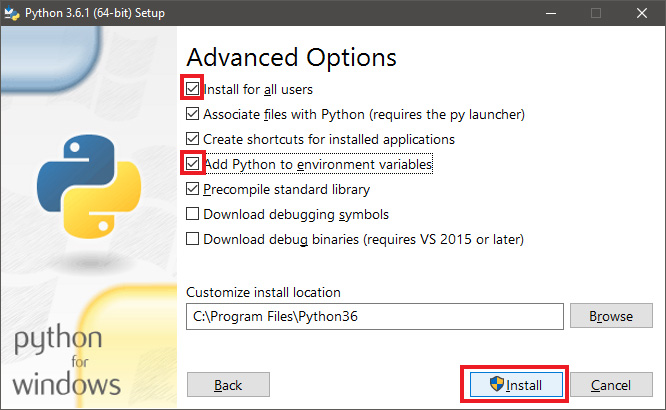 Python 3.6.1 (64-bit) Setup
Advanced Options
Install for all users
Associate files with Python (requires the py launcher)
Create shortcuts for installed applications
Add Python to environment variables
Precompile standard library
Download debugging symbols
Download debug binaries (requires VS 2015 or later)
Customize install location
C:\Program Files\Python36
Browse
python
for
windows
Back
Install
Cancel